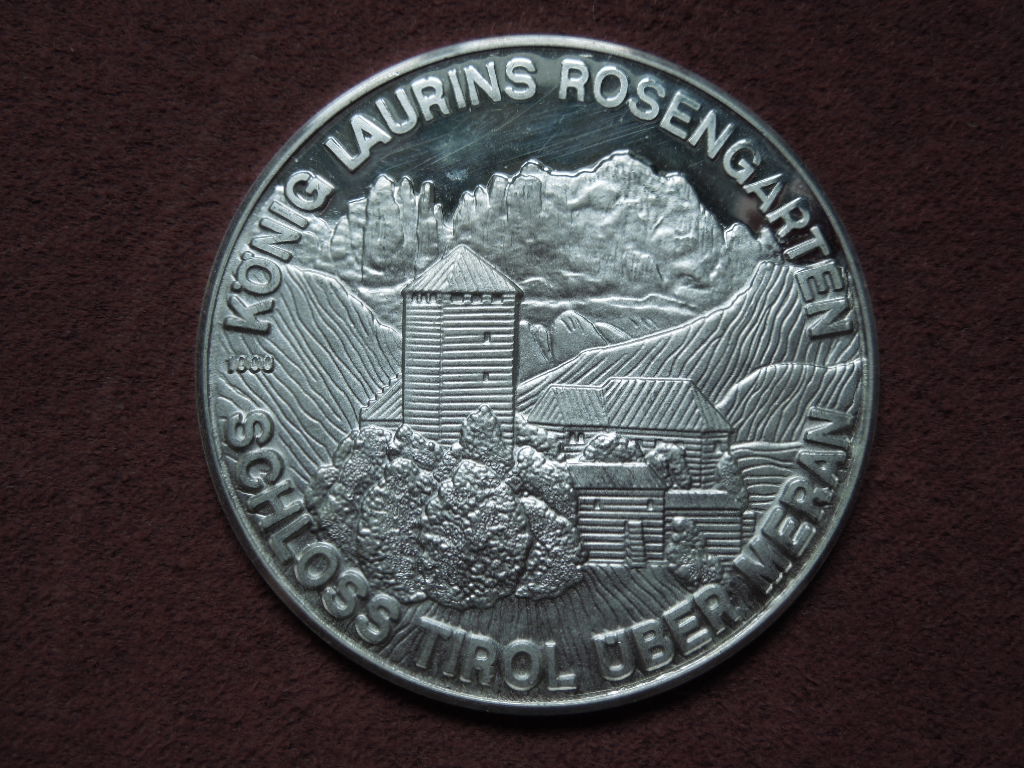 KÖNIG LAURINS ROSENGARTEN
1000
SCHLOSS TIROL ÜBER MERAN